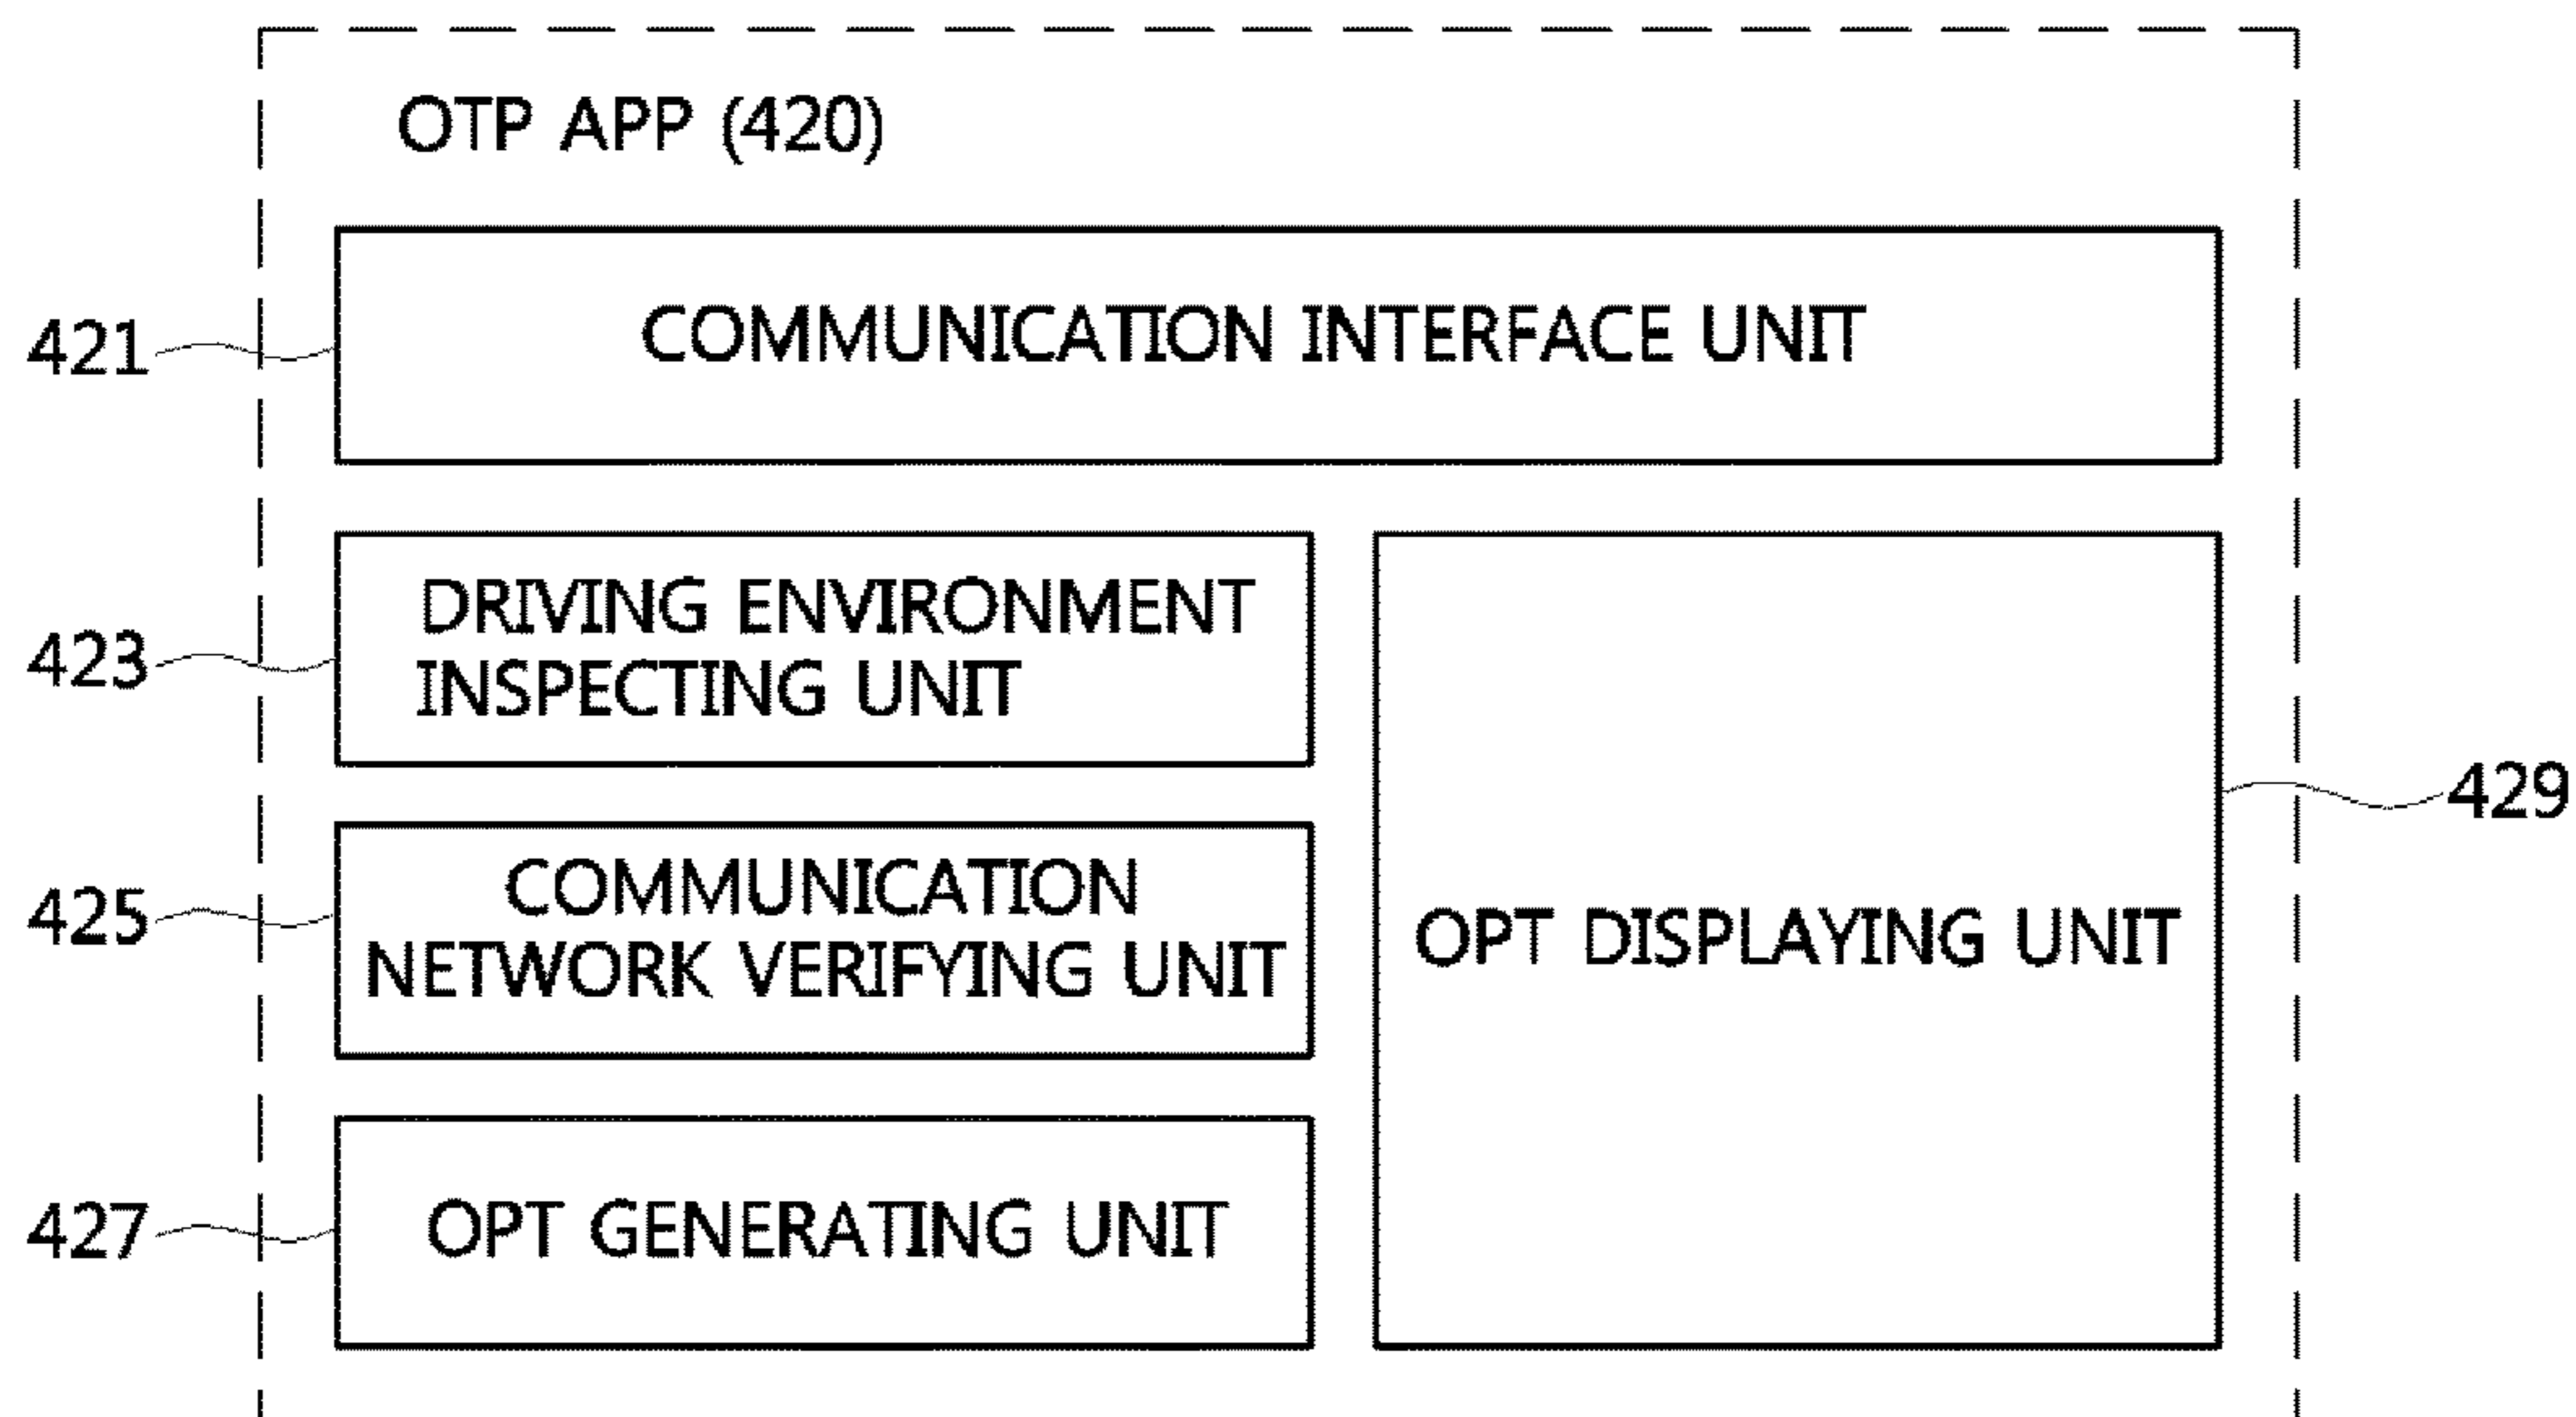 OTP APP (420)
421
COMMUNICATION INTERFACE UNIT
423
DRIVING ENVIRONMENT
INSPECTING UNIT
425
COMMUNICATION
NETWORK VERIFYING UNIT
427
OPT GENERATING UNIT
OPT DISPLAYING UNIT
429